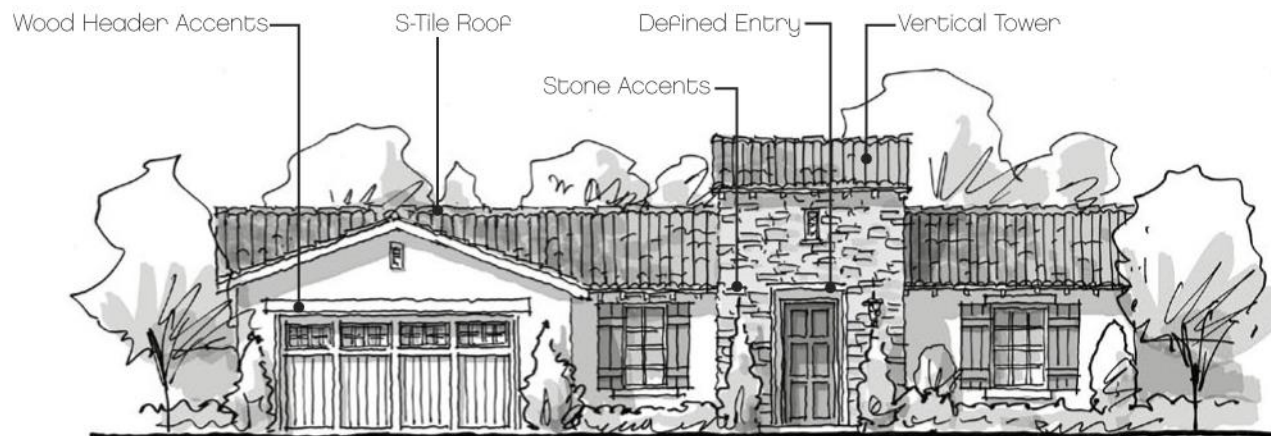 Wood Header Accents
S-Tile Roof
Defined Entry
Vertical Tower
Stone Accents